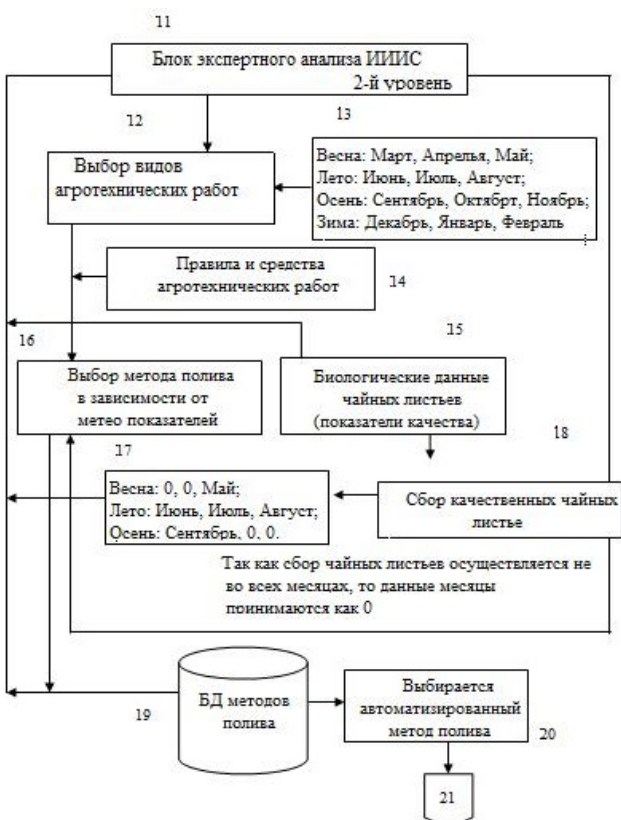 11
Блок экспертного анализа ИИИС
2-й уровень
12
13
Выбор видов
агротехнических работ
Весна: Март, Апрелья, Май;
Лето: Июнь, Июль, Август;
Осень: Сентябрь, Октябрт, Ноябрь;
Зима: Декабрь, Январь, Февраль
Правила и средства
агротехнических работ
14
15
16
Выбор метода полива
в зависимости от
метео показателей
Биологические данные
чайных листьев
(показатели качества)
17
18
Весна: 0, 0, Май;
Лето: Июнь, Июль, Август;
Осень: Сентябрь, 0, 0.
Сбор качественных чайных
листье
Так как сбор чайных листьев осуществляется не
во всех месяцах, то данные месяцы
принимаются как 0
19
БД методов
полива
Выбирается
автоматизированный
метод полива
20
21